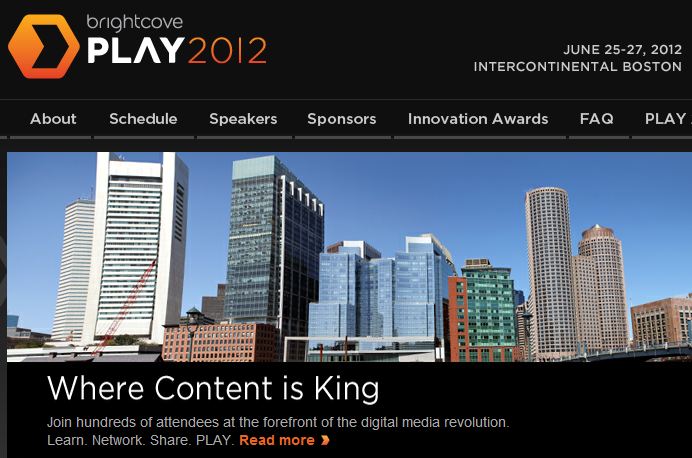 brightcove
PLAY2012
JUNE 25-27, 2012
INTERCONTINENTAL BOSTON
About Schedule Speakers Sponsors Innovation Awards FAQ PLAY
Where Content is King
Join hundreds of attendees at the forefront of the digital media revolution.
Learn. Network. Share. PLAY. Read more